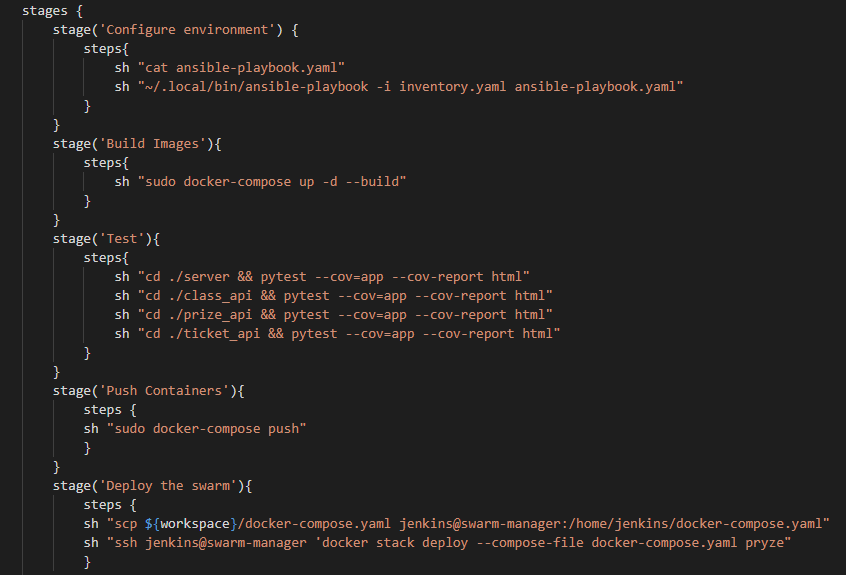 stages {
stage('Configure environment') {
steps{
sh "cat ansible-playbook.yaml"
sh "~/.local/bin/ansible-playbook -i inventory.yaml ansible-playbook.yaml"
}
}
stage('Build Images'){
steps{
sh "sudo docker-compose up -d --build"
}
}
stage('Test'){
steps{
sh "cd ./server && pytest --cov=app --cov-report html"
sh "cd ./class_api && pytest --cov=app --cov-report html"
sh "cd ./prize_api && pytest --cov=app --cov-report html"
sh "cd ./ticket_api && pytest --cov=app --cov-report html"
}
}
stage('Push Containers'){
steps {
sh "sudo docker-compose push"
}
}
stage('Deploy the swarm'){
steps {
sh "scp ${workspace}/docker-compose.yaml jenkins@swarm-manager:/home/jenkins/docker-compose.yaml"
sh "ssh jenkins@swarm-manager 'docker stack deploy --compose-file docker-compose.yaml pryze"
}